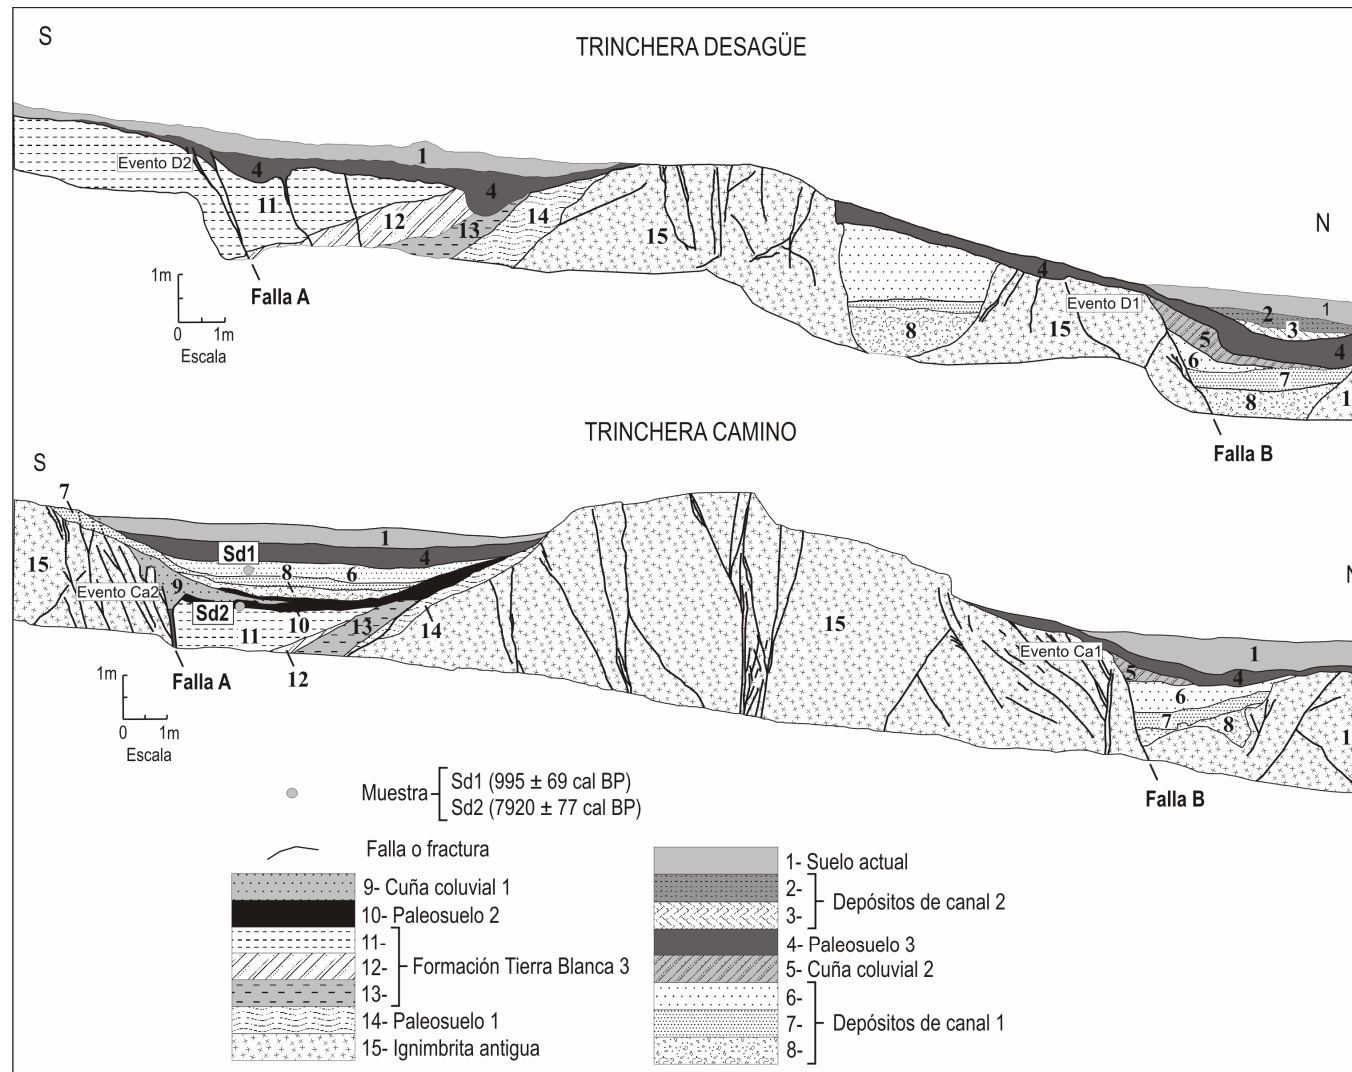 S
TRINCHERA DESAGÜE
N
Evento D2
4
1
4
11
12
13
14
15
1m
0 1m
Escala
Falla A
8
4
Evento D1
15
2
1
3
5
4
6
7
8
1
Falla B
TRINCHERA CAMINO
S
7
1
Sd1
4
15
8
6
9
Evento Ca2
Sd2
10
11
13
14
12
Falla A
15
1m
0 1m
Escala
Evento Ca1
1
5
4
6
7
8
1
Falla B
Muestra
Sd1 (995 ± 69 cal BP)
Sd2 (7920 ± 77 cal BP)
Falla o fractura
9- Cuña coluvial 1
10- Paleosuelo 2
11-
12- Formación Tierra Blanca 3
13-
14- Paleosuelo 1
15- Ignimbrita antigua
1- Suelo actual
2-
Depósitos de canal 2
3-
4- Paleosuelo 3
5- Cuña coluvial 2
6-
7- Depósitos de canal 1
8-